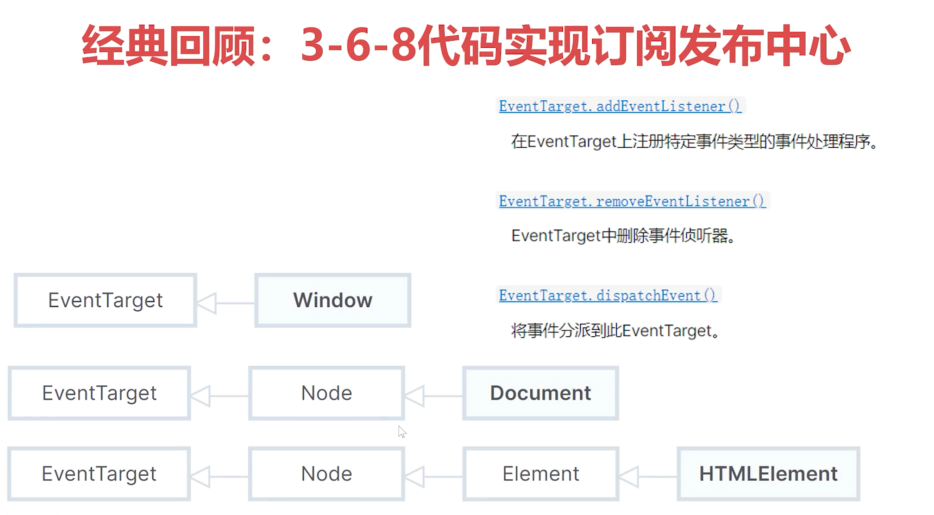 经典回顾：3-6-8代码实现订阅发布中心
EventTarget.addEventListener()
在EventTarget上注册特定事件类型的事件处理程序。
EventTarget.removeEventListener()
EventTarget中删除事件侦听器。
EventTarget.dispatchEvent()
将事件分派到此EventTarget。
EventTarget Window
EventTarget Node Document
EventTarget Node Element HTMLElement